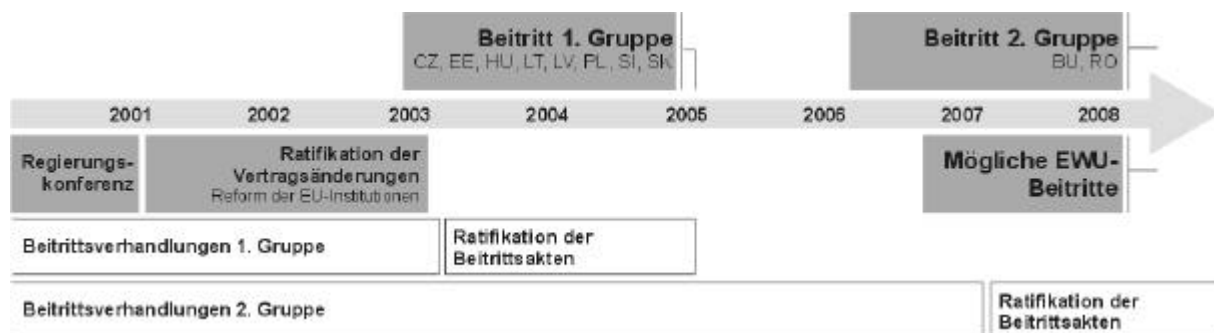 Beitritt 1. Gruppe
CZ, EE, HU, LT, LV, PL, SI, SK
Beitritt 2. Gruppe
BU, RO
2001 2002 2003 2004 2005 2006 2007 2008
Regierungs-
konferenz
Ratifikation der
Vertragsänderungen
Reform der EU-Institutionen
Mögliche EWU-
Beitritte
Beitrittsverhandlungen 1. Gruppe
Ratifikation der
Beitrittsakten
Beitrittsverhandlungen 2. Gruppe
Ratifikation der
Beitrittsakten